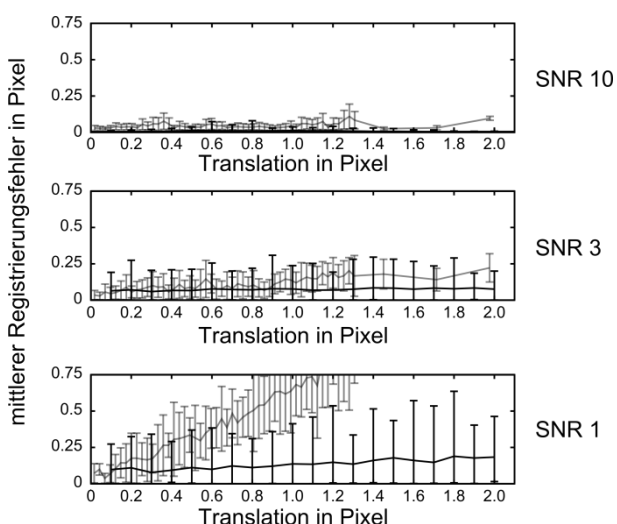 mittlerer Registrierungsfehler in Pixel
0.75
0.5
0.25
0
0 0.2 0.4 0.6 0.8 1.0 1.2 1.4 1.6 1.8 2.0
Translation in Pixel
SNR 10
0.75
0.5
0.25
0
0.0 0.2 0.4 0.6 0.8 1.0 1.2 1.4 1.6 1.8 2.0
Translation in Pixel
SNR 3
0.75
0.5
0.25
0
0 0.2 0.4 0.6 0.8 1.0 1.2 1.4 1.6 1.8 2.0
Translation in Pixel
SNR 1